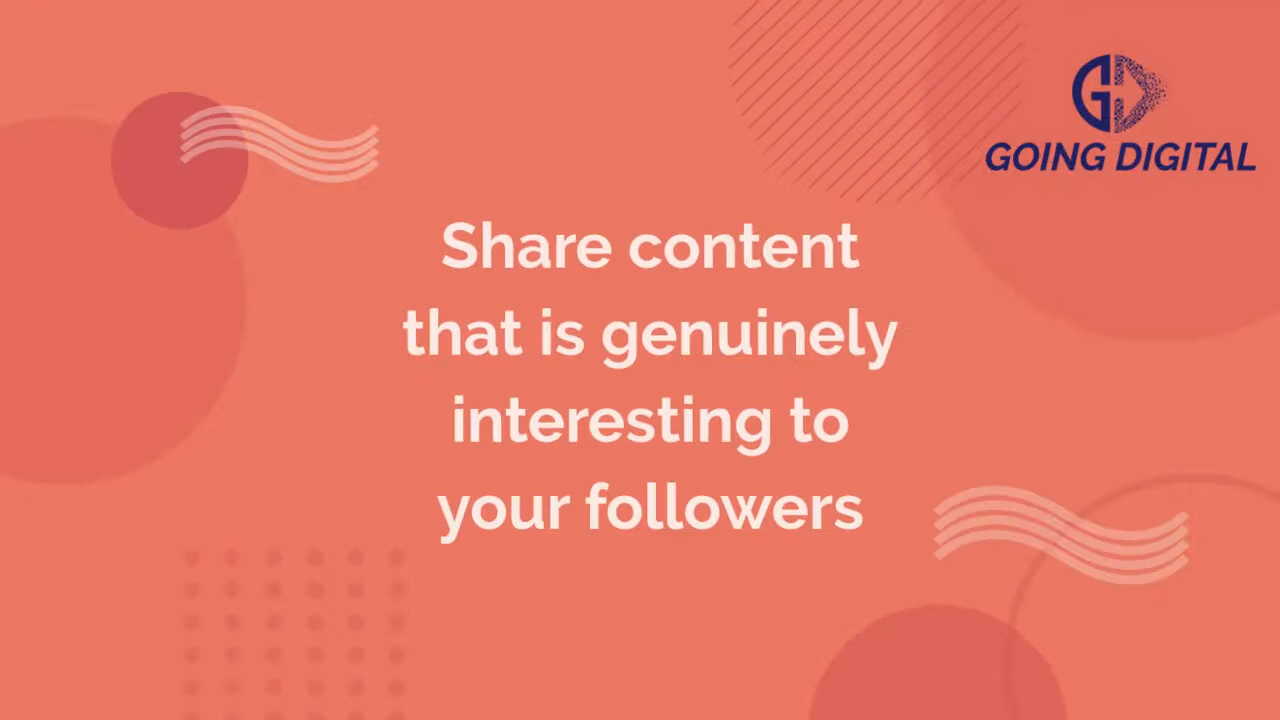 GOING DIGITAL
Share content
that is genuinely
interesting to
your followers